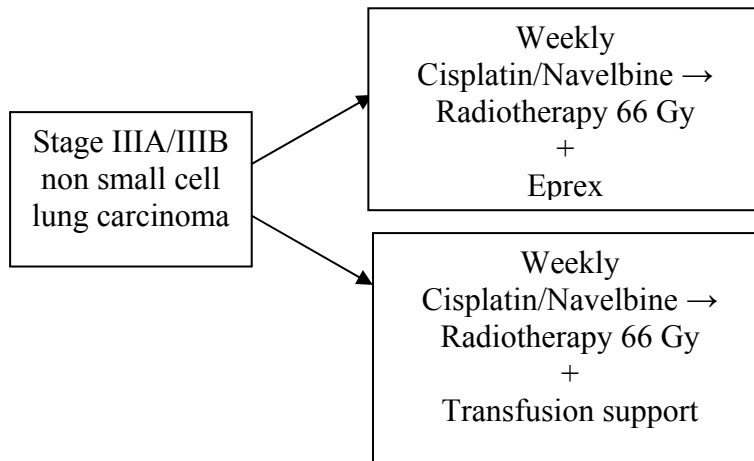 Stage IIIA/IIIB
non small cell
lung carcinoma
Weekly
Cisplatin/Navelbine →
Radiotherapy 66 Gy
+
Eprex
Weekly
Cisplatin/Navelbine →
Radiotherapy 66 Gy
+
Transfusion support